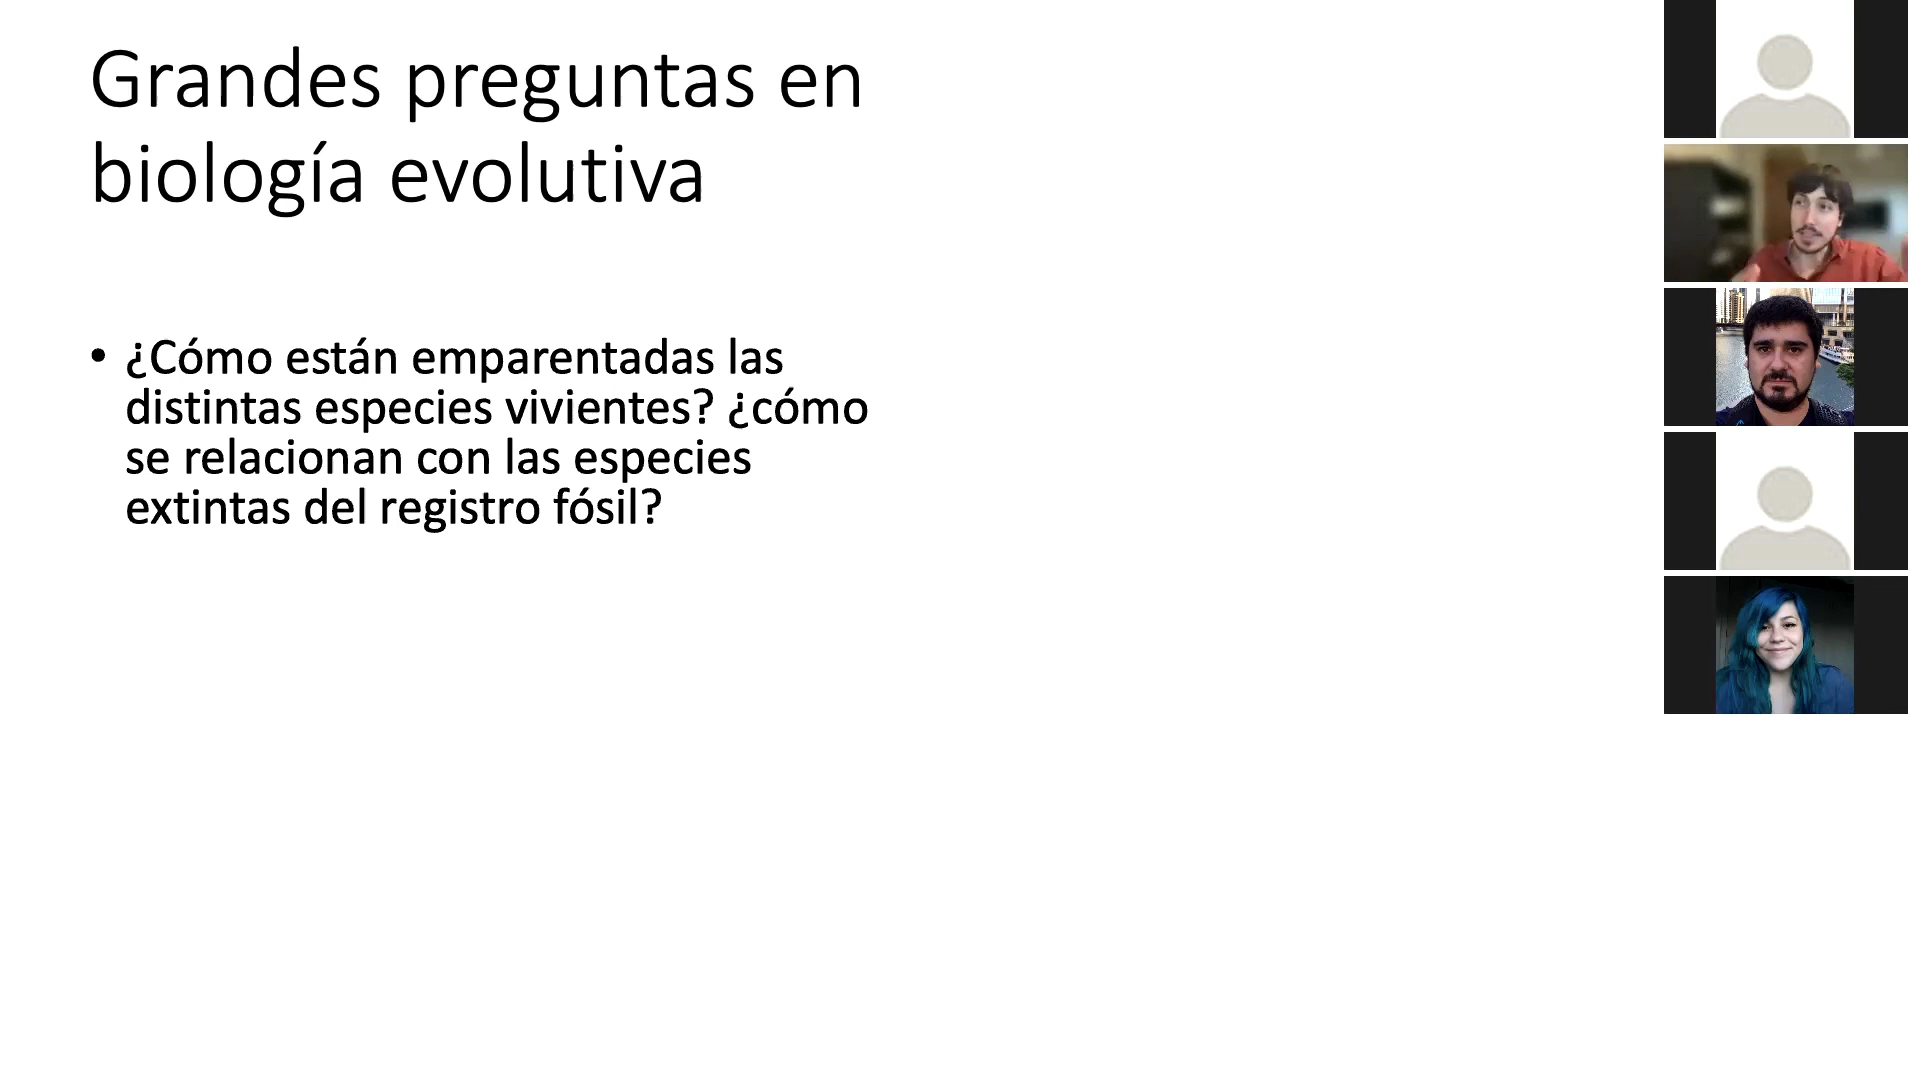 Grandes preguntas en
biología evolutiva
• ¿Cómo están emparentadas las
distintas especies vivientes? ¿cómo
se relacionan con las especies
extintas del registro fósil?